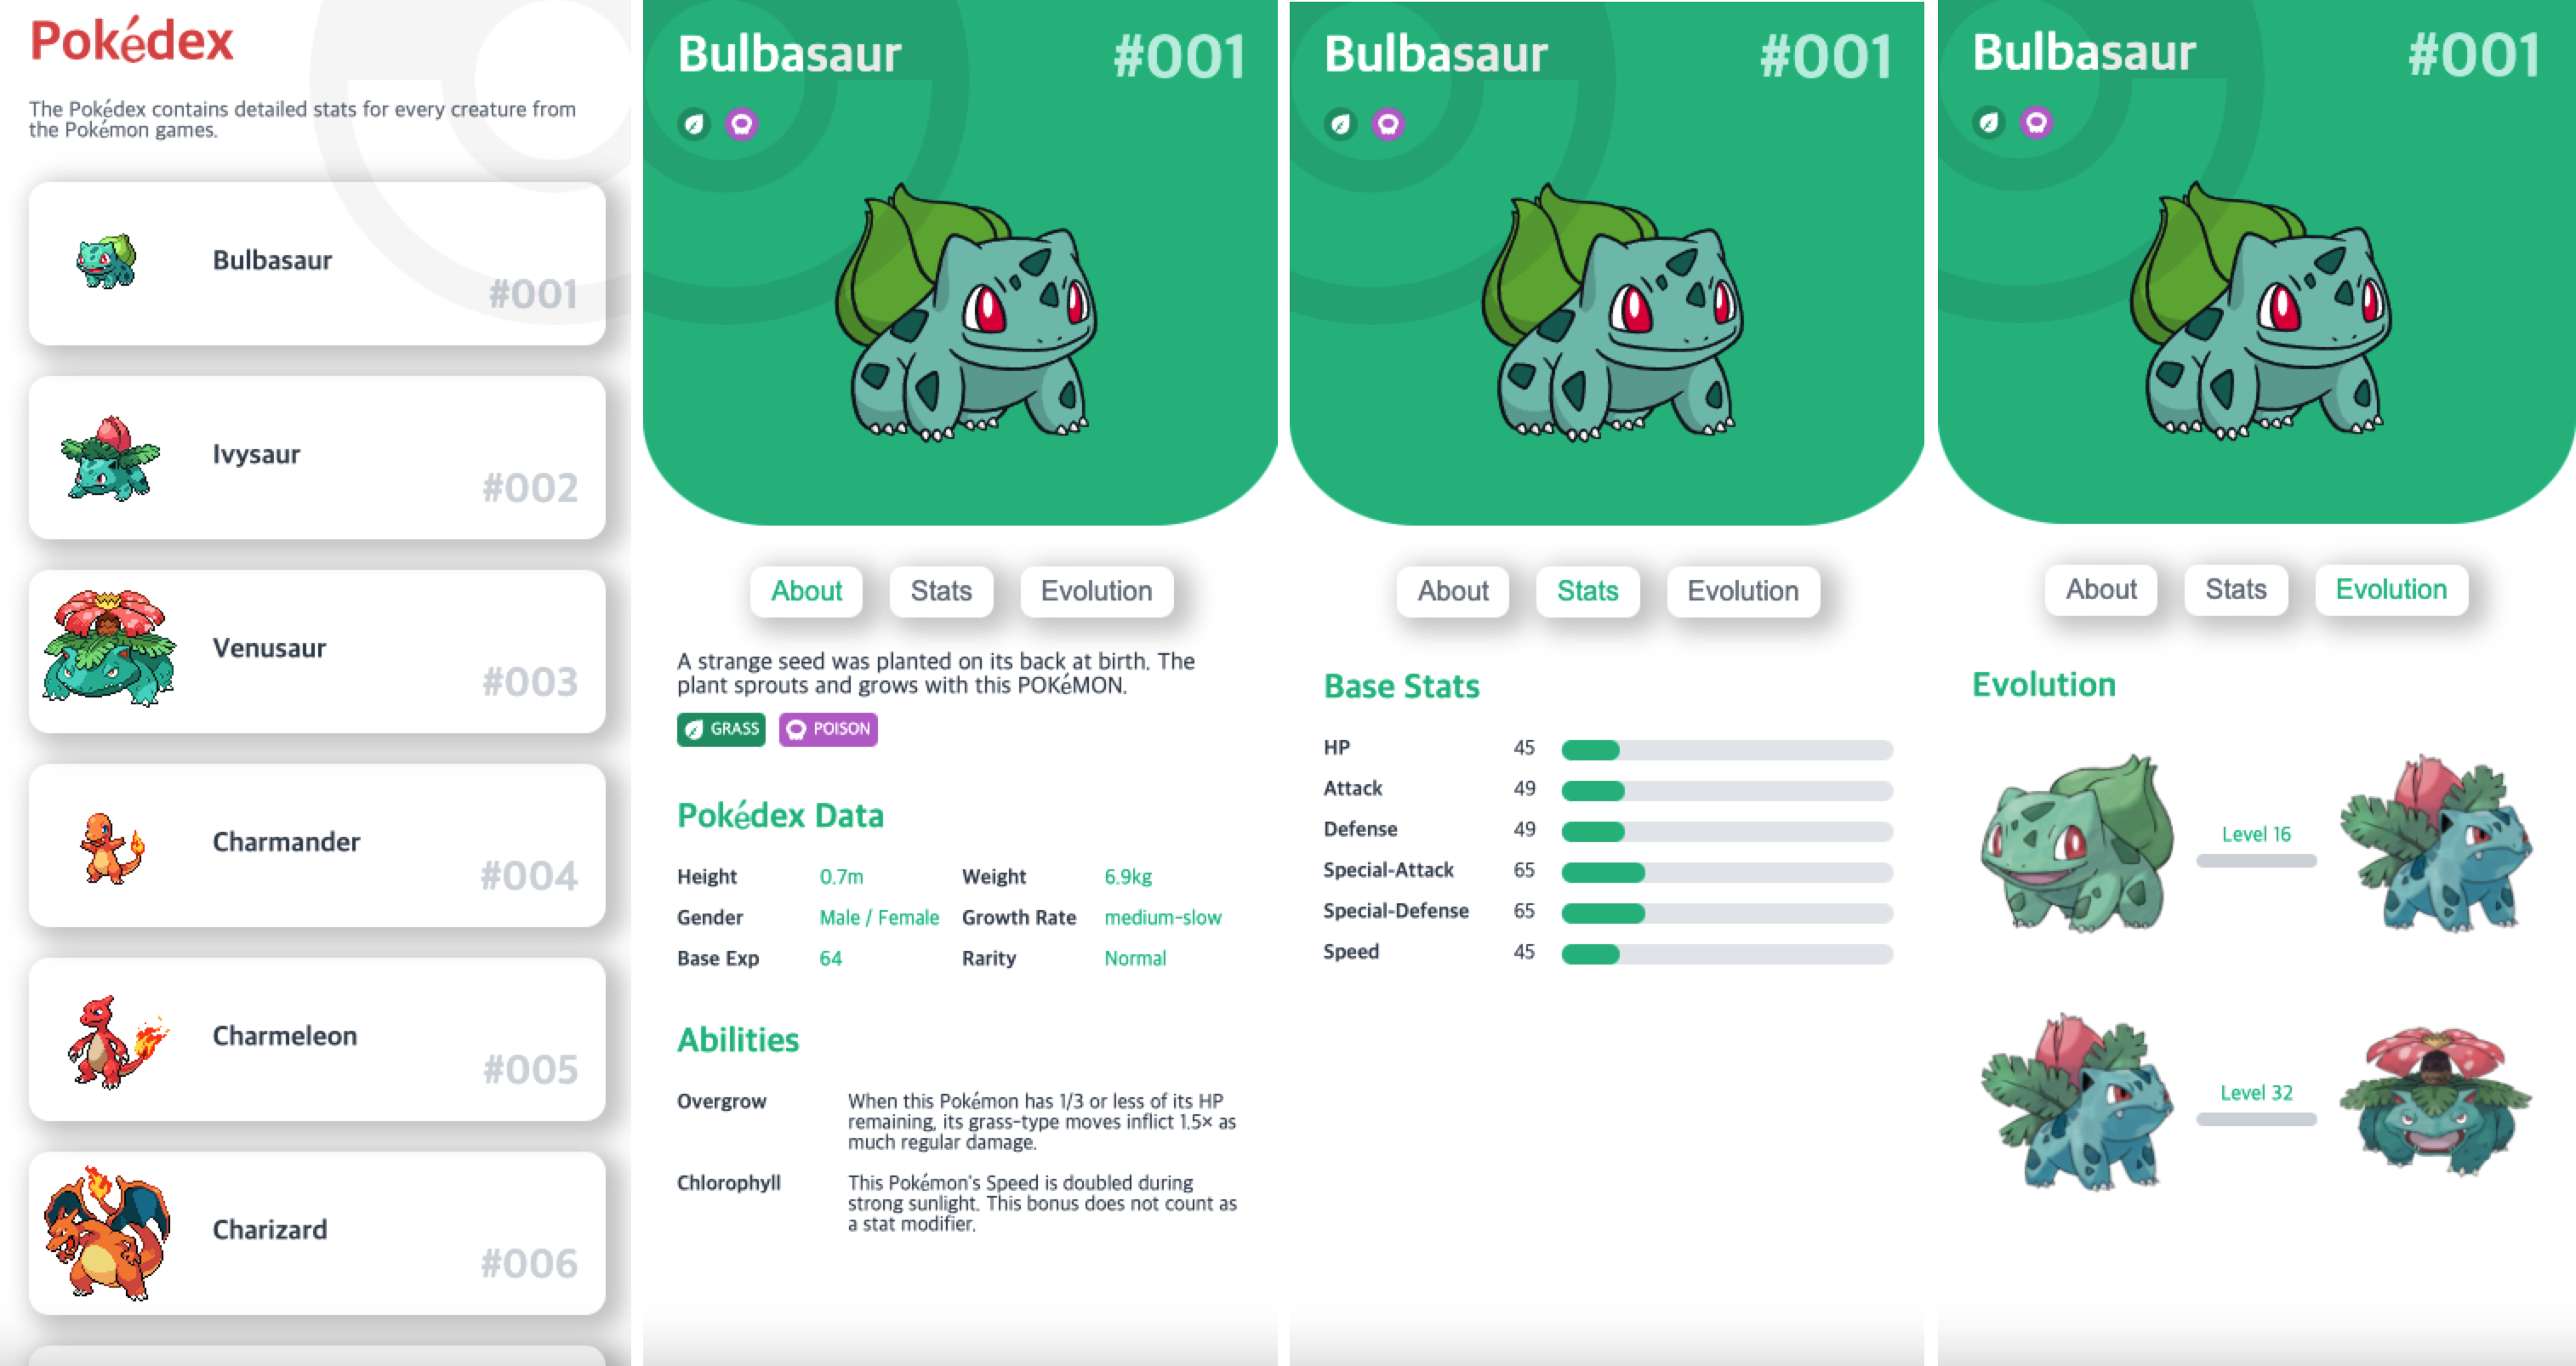 Pokédex
The Pokédex contains detailed stats for every creature from
the Pokémon games.
Bulbasaur
#001
Ivysaur
#002
Venusaur
#003
Charmander
#004
Charmeleon
#005
Charizard
#006
Bulbasaur #001
About Stats Evolution
A strange seed was planted on its back at birth. The
plant sprouts and grows with this POKéMON.
GRASS POISON
Pokédex Data
Height 0.7m Weight 6.9kg
Gender Male / Female Growth Rate medium-slow
Base Exp 64 Rarity Normal
Abilities
Overgrow When this Pokémon has 1/3 or less of its HP
remaining, its grass-type moves inflict 1.5× as
much regular damage.
Chlorophyll This Pokémon's Speed is doubled during
strong sunlight. This bonus does not count as
a stat modifier.
Bulbasaur #001
About Stats Evolution
Base Stats
HP 45
Attack 49
Defense 49
Special-Attack 65
Special-Defense 65
Speed 45
Bulbasaur #001
About Stats Evolution
Evolution
Level 16
Level 32